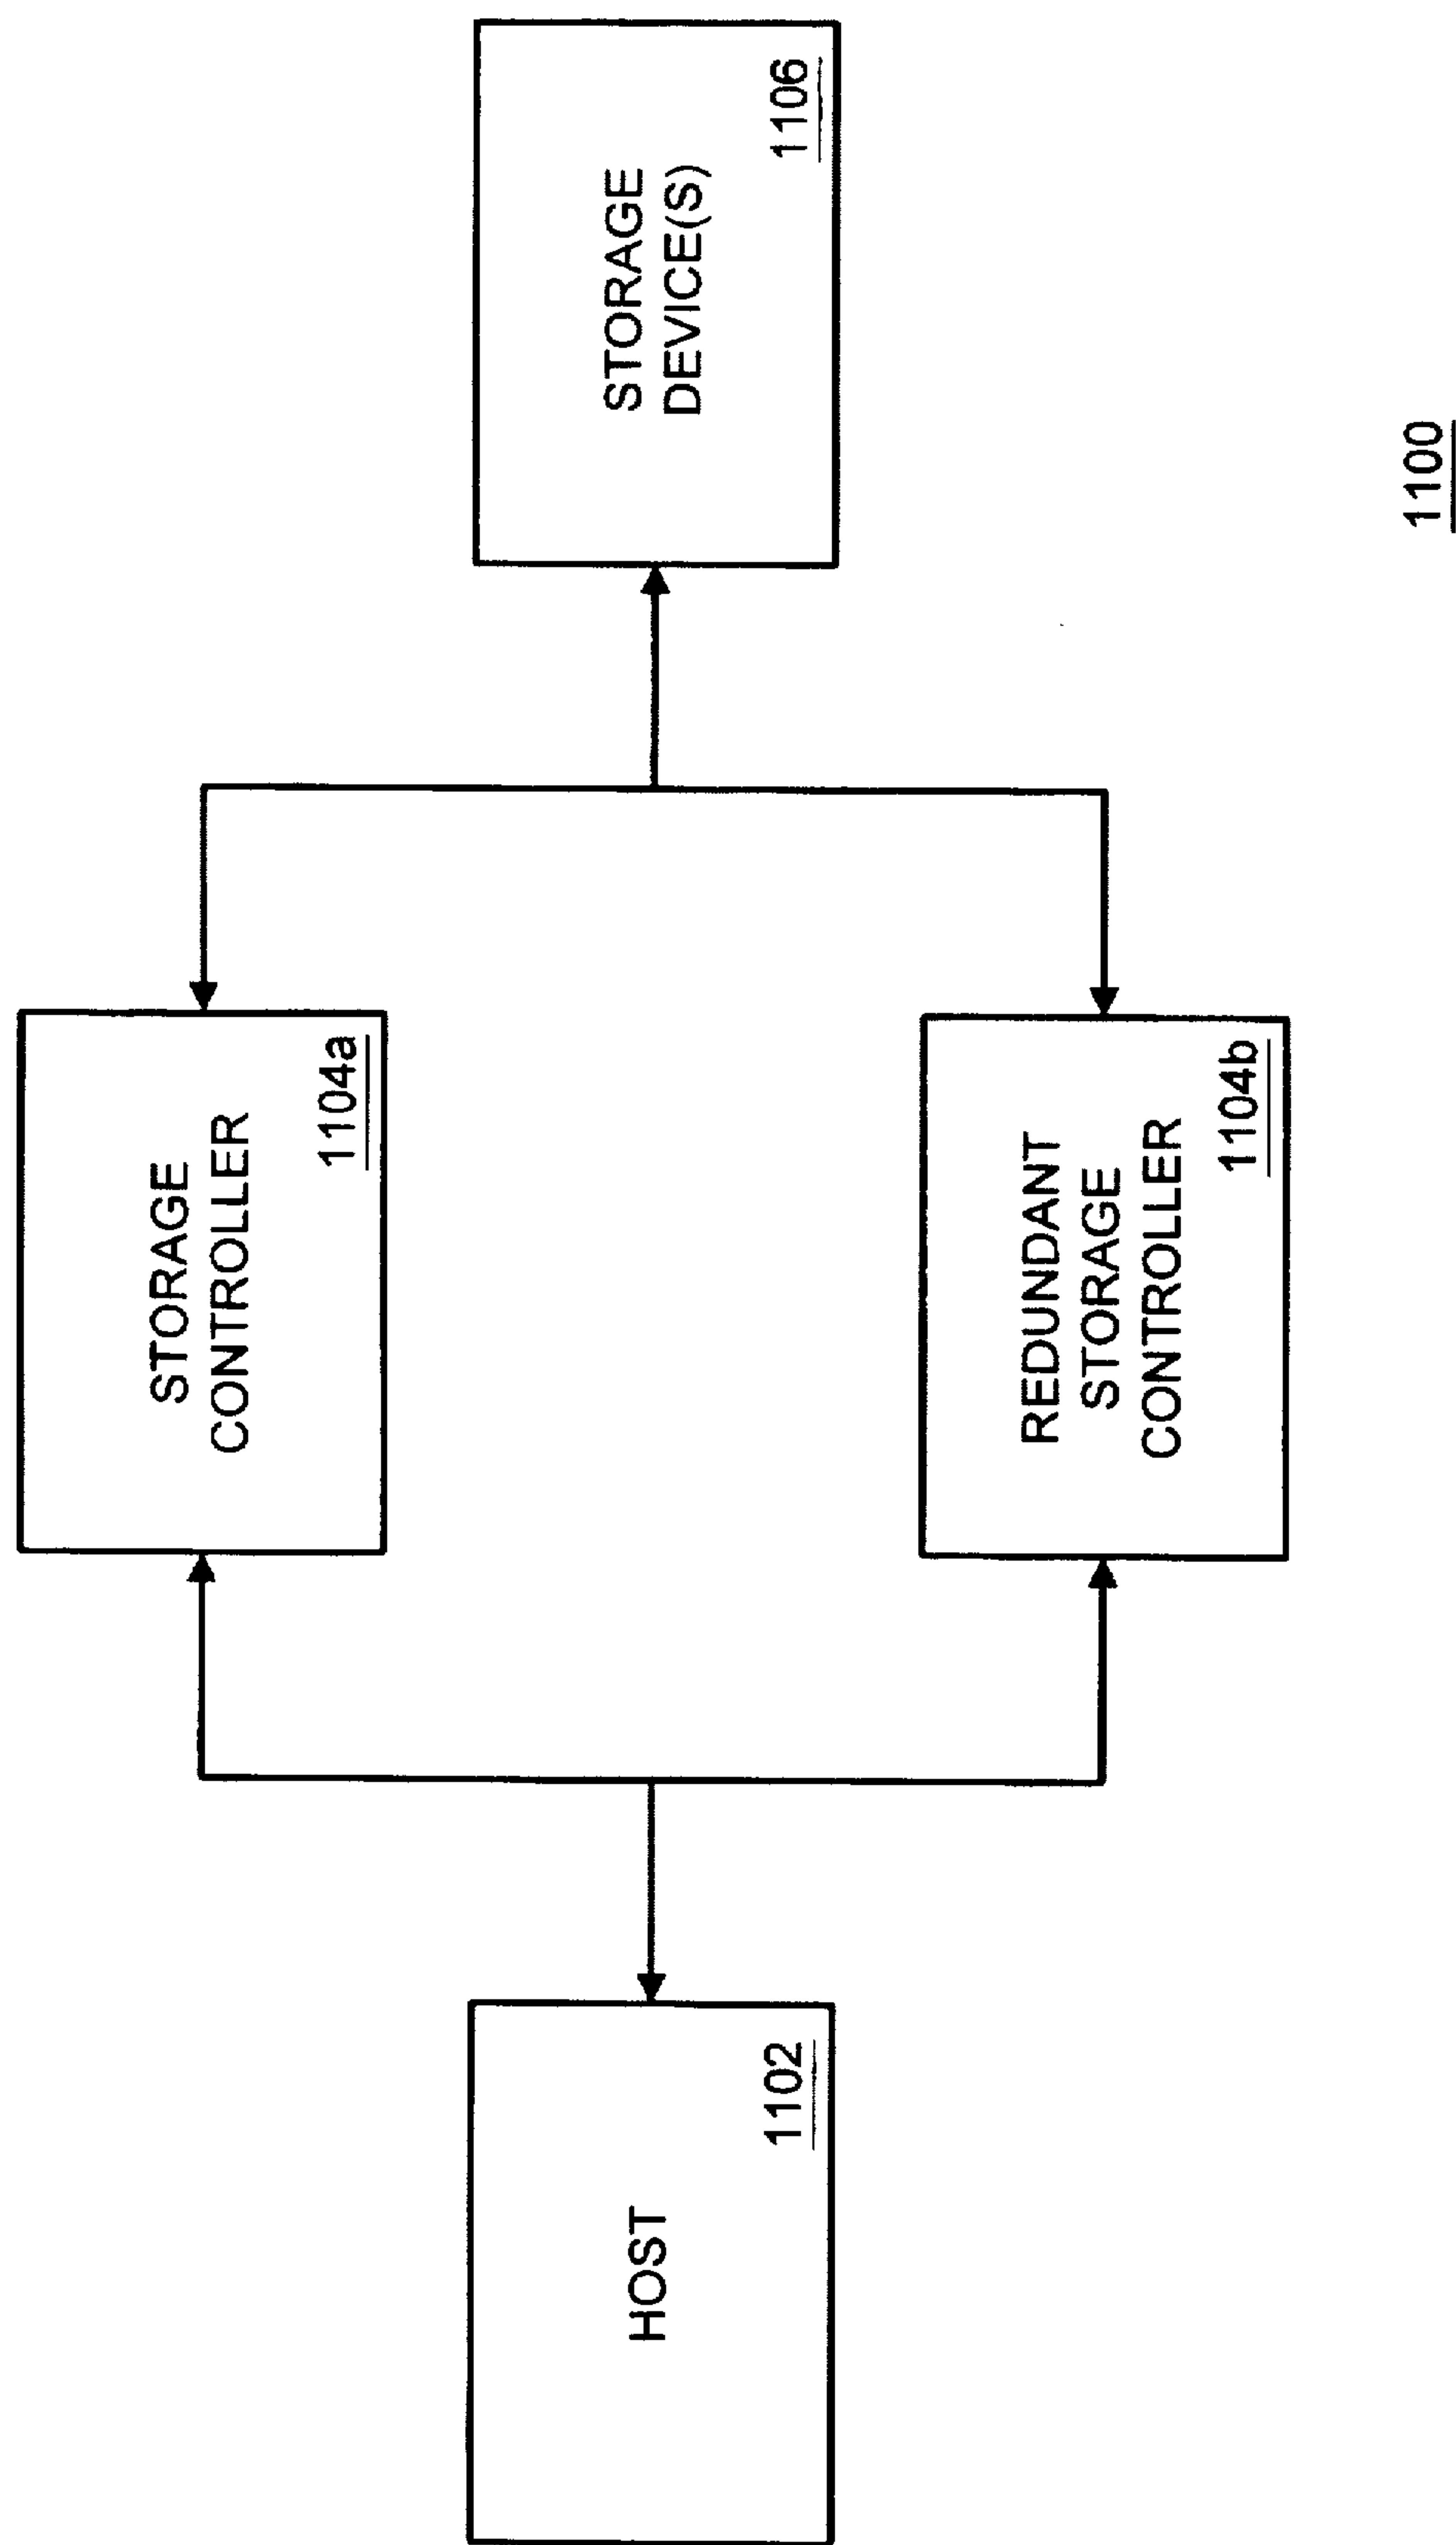 STORAGE
CONTROLLER
1104a
HOST
1102
STORAGE
DEVICE(S)
1106
REDUNDANT
STORAGE
CONTROLLER
1104b
1100